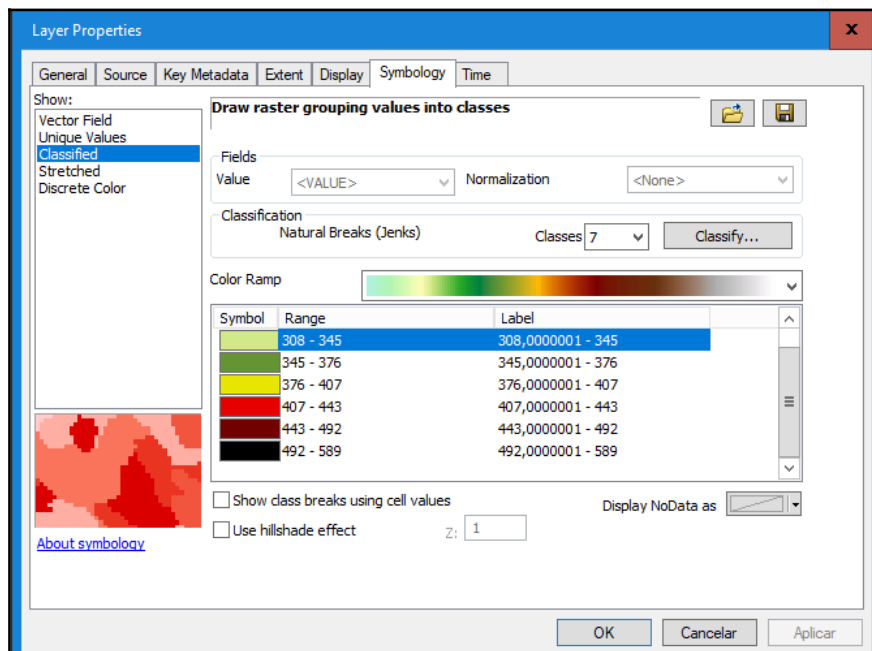 Layer Properties
x
General Source Key Metadata Extent Display Symbology Time
Show:
Vector Field
Unique Values
Classified
Stretched
Discrete Color
Draw raster grouping values into classes
Fields
Value <VALUE> Normalization <None>
Classification
Natural Breaks (Jenks) Classes 7 Classify...
Color Ramp
Symbol Range Label
308 - 345 308,0000001 - 345
345 - 376 345,0000001 - 376
376 - 407 376,0000001 - 407
407 - 443 407,0000001 - 443
443 - 492 443,0000001 - 492
492 - 589 492,0000001 - 589
Show class breaks using cell values Display NoData as
Use hillshade effect Z: 1
About symbology
OK Cancelar Aplicar